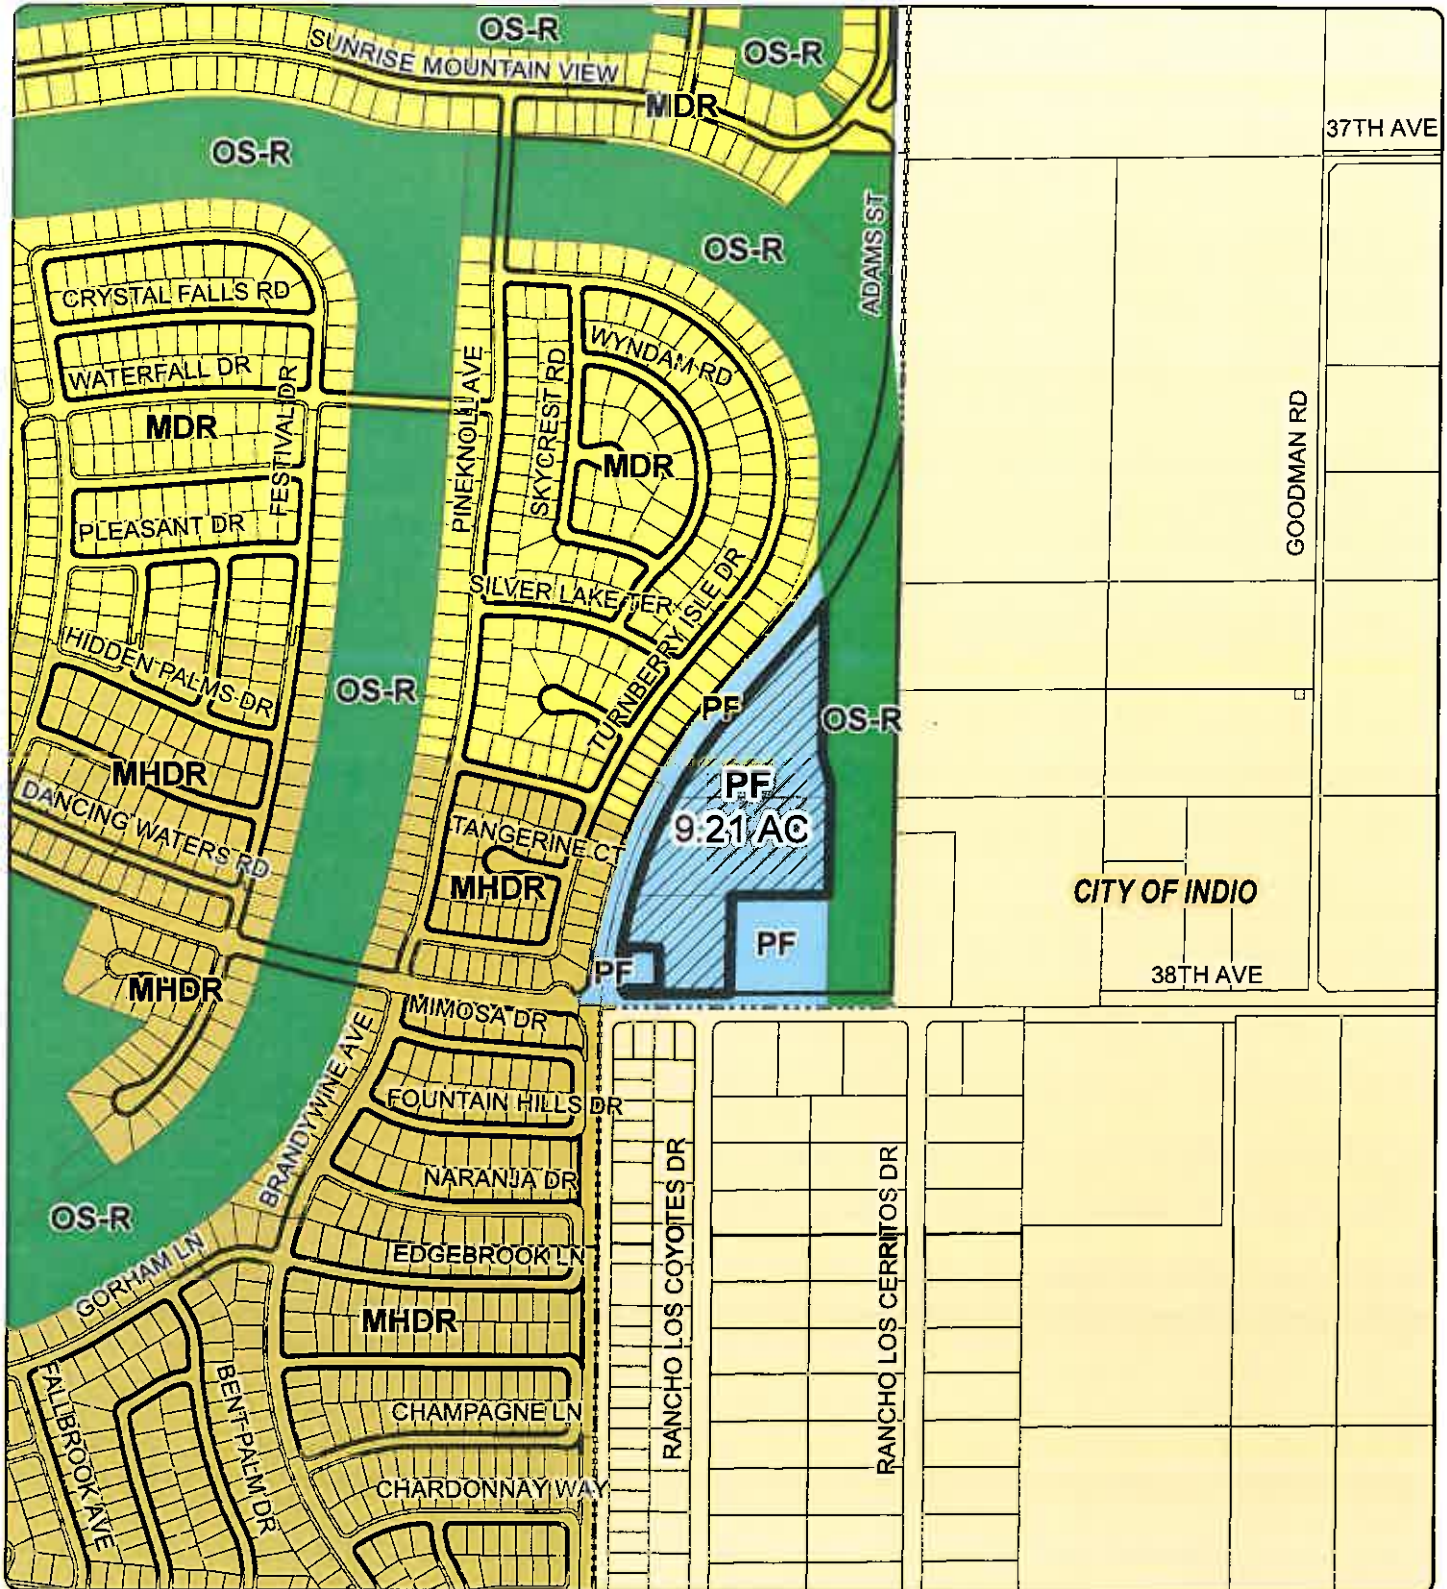 OS-R
OS-R
SUNRISE MOUNTAIN VIEW
MDR
37TH AVE
OS-R
OS-R
ADAMS ST
CRYSTAL FALLS RD
WYNDAM RD
WATERFALL DR
FESTIVAL DR
PINEKNOLL AVE
SKYCREST RD
MDR
MDR
GOODMAN RD
PLEASANT DR
SILVER LAKE TER
TURNBERRY ISLE DR
HIDDEN PALMS DR
OS-R
PF
OS-R
MHDR
PF
9.21 AC
DANCING WATERS RD
TANGERINE CT
MHDR
CITY OF INDIO
PF
PF
38TH AVE
MHDR
MIMOSA DR
BRANDYWINE AVE
FOUNTAIN HILLS DR
NARANJA DR
RANCHO LOS COYOTES DR
RANCHO LOS CERRITOS DR
OS-R
GORHAM LN
EDGEBROOK LN
MHDR
FALLBROOK AVE
BENT PALM DR
CHAMPAGNE LN
CHARDONNAY WAY